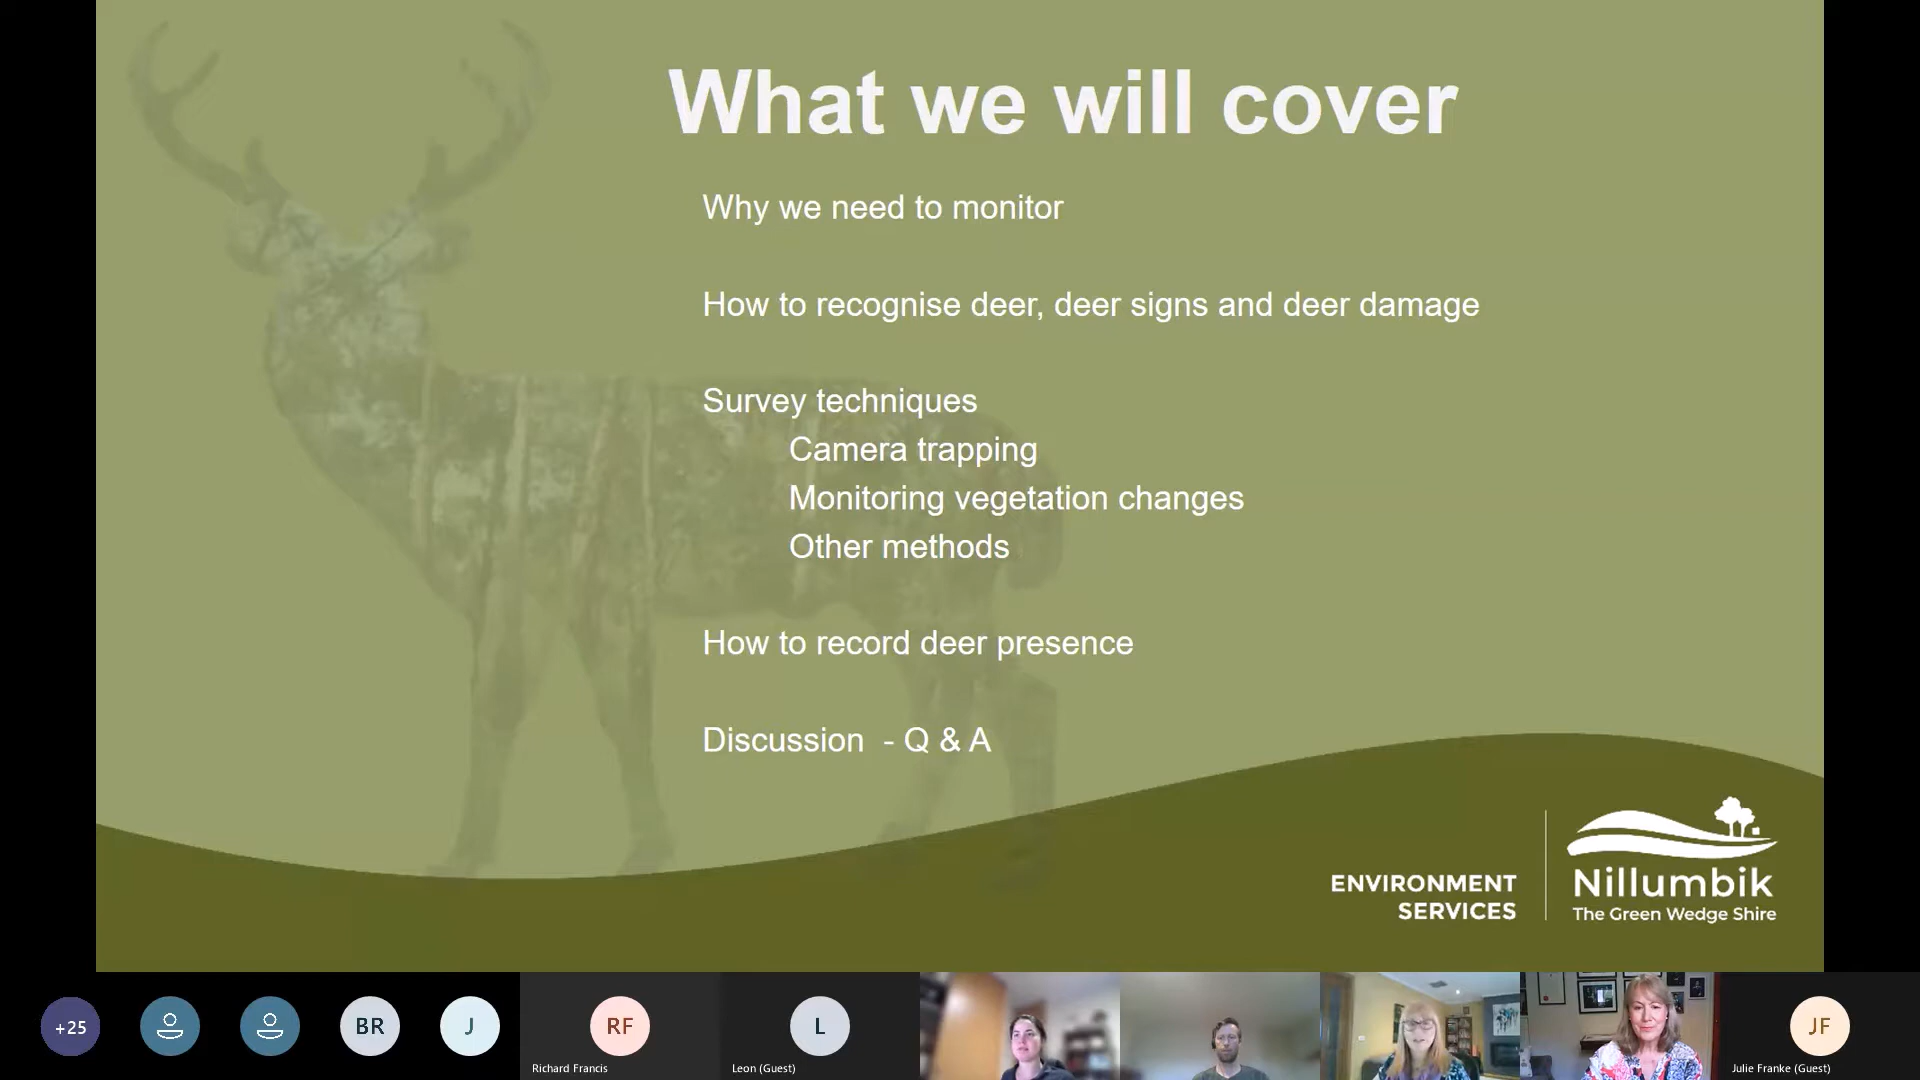 What we will cover
Why we need to monitor
How to recognise deer, deer signs and deer damage
Survey techniques
Camera trapping
Monitoring vegetation changes
Other methods
How to record deer presence
Discussion - Q & A
ENVIRONMENT
SERVICES
Nillumbik
The Green Wedge Shire
+25
BR
J
RF
Richard Francis
L
Leon (Guest)
JF
Julie Franke (Guest)